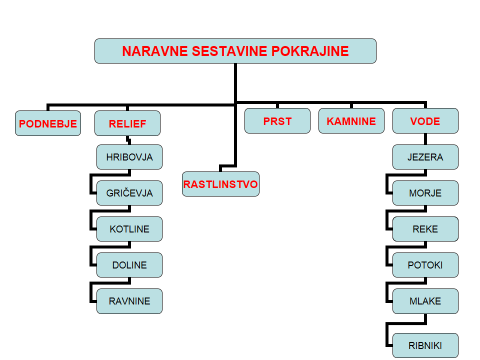 NARAVNE SESTAVINE POKRAJINE
PODNEBJE
RELIEF
HRIBOVJA
GRIČEVJA
KOTLINE
DOLINE
RAVNINE
RASTLINSTVO
PRST
KAMNINE
VODE
JEZERA
MORJE
REKE
POTOKI
MLAKE
RIBNIKI